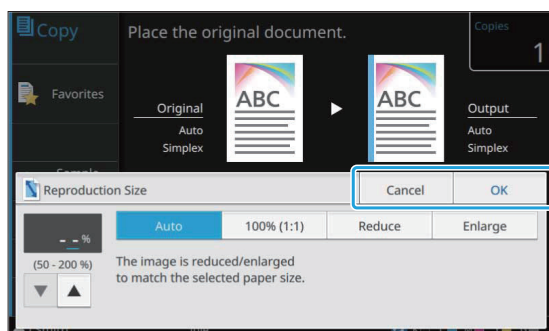 Copy
Place the original document.
Copies
1
Favorites
Original
Auto
Simplex
ABC
ABC
Output
Auto
Simplex
Reproduction Size
Cancel
OK
- - %
(50 - 200 %)
Auto
100% (1:1)
Reduce
Enlarge
The image is reduced/enlarged
to match the selected paper size.